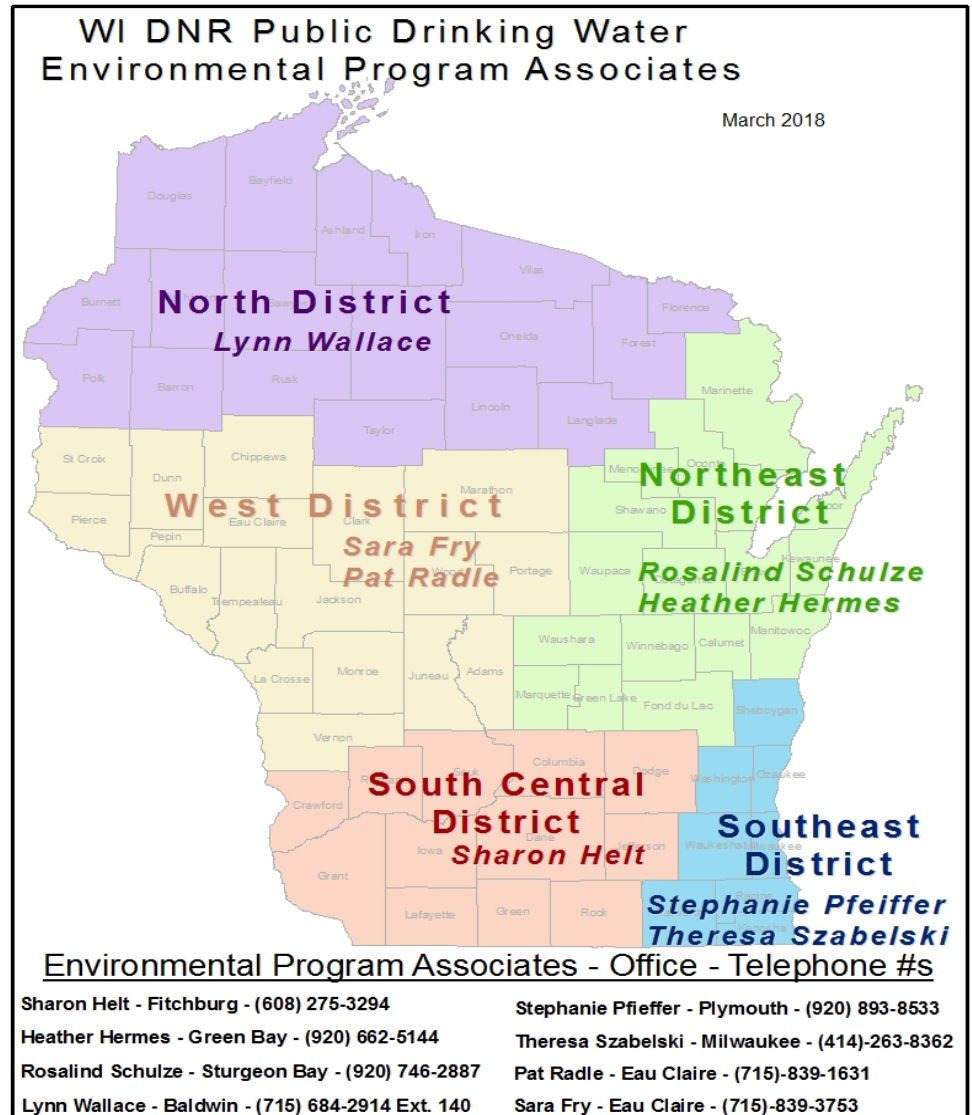 WI DNR Public Drinking Water
Environmental Program Associates
March 2018
Bayfield
Douglas
Ashland
Iron
Vilas
Burnett
Florence
North District
Lynn Wallace
Oneida
Forest
Polk
Barron
Rusk
Marinette
Lincoln
Langlade
Taylor
St Croix
Chippewa
Dunn
Marathon
Northeast
District
Shawano
West District
Pierce
Eau Claire
Clark
Pepin
Sara Fry
Pat Radle
Portage
Waupaca
Kewaunee
Rosalind Schulze
Heather Hermes
Buffalo
Trempealeau
Jackson
Waushara
Winnebago
Calumet
Manitowoc
La Crosse
Monroe
Juneau
Adams
Marquette
Green Lake
Fond du Lac
Sheboygan
Vernon
Columbia
Dodge
Washington
Ozaukee
South Central
District
Sharon Helt
Crawford
Dane
Iowa
Jefferson
Southeast
District
Waukesha
Grant
Stephanie Pfeiffer
Theresa Szabelski
Lafayette
Green
Rock
Environmental Program Associates - Office - Telephone #s
Sharon Helt - Fitchburg - (608) 275-3294
Heather Hermes - Green Bay - (920) 662-5144
Rosalind Schulze - Sturgeon Bay - (920) 746-2887
Lynn Wallace - Baldwin - (715) 684-2914 Ext. 140
Stephanie Pfieffer - Plymouth - (920) 893-8533
Theresa Szabelski - Milwaukee - (414)-263-8362
Pat Radle - Eau Claire - (715)-839-1631
Sara Fry - Eau Claire - (715)-839-3753